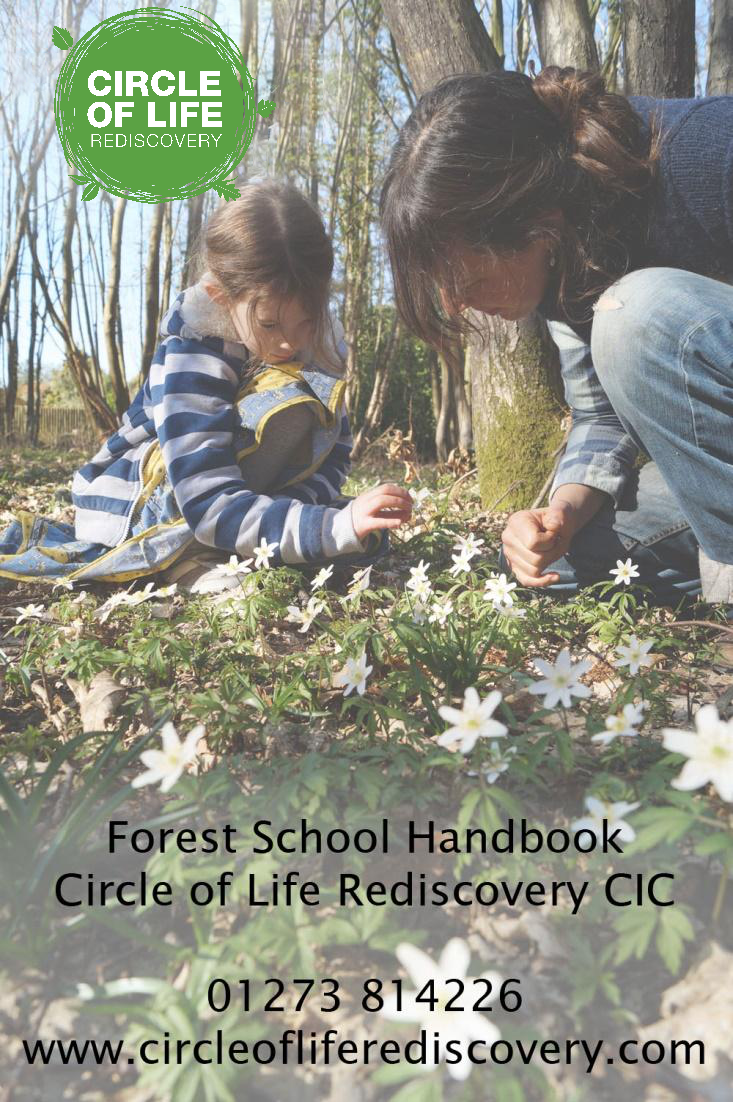 CIRCLE
OF LIFE
REDISCOVERY
Forest School Handbook
Circle of Life Rediscovery CIC
01273 814226
www.circleofliferediscovery.com